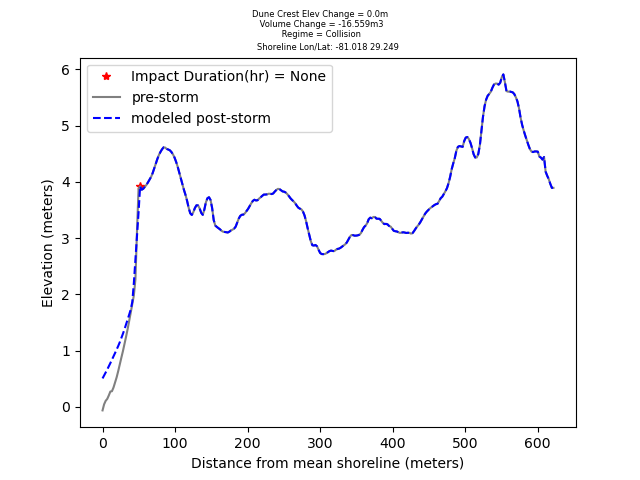 Dune Crest Elev Change = 0.0m
Volume Change = -16.559m3
Regime = Collision
Shoreline Lon/Lat: -81.018 29.249
Impact Duration(hr) = None
pre-storm
modeled post-storm
6
5
4
3
2
1
0
Elevation (meters)
0 100 200 300 400 500 600
Distance from mean shoreline (meters)